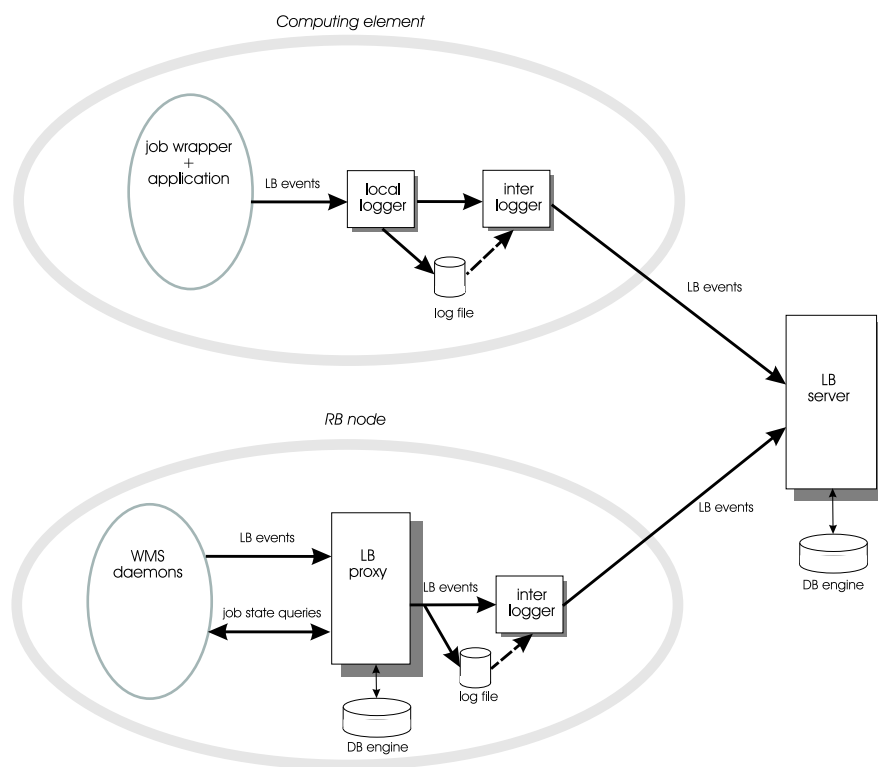 Computing element
job wrapper
+
application
LB events
local
logger
inter
logger
log file
LB events
LB
server
DB engine
RB node
WMS
daemons
LB events
job state queries
LB
proxy
LB events
inter
logger
log file
DB engine
LB events